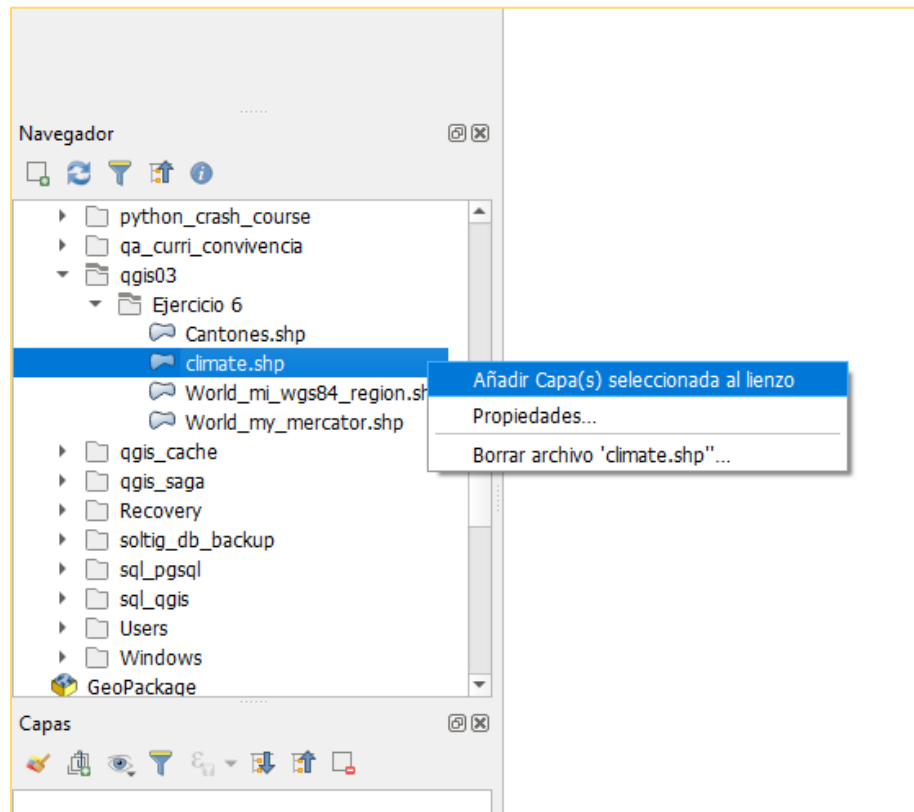 Navegador
python_crash_course
qa_curri_convivencia
qgis03
Ejercicio 6
Cantones.shp
climate.shp
World_mi_wgs84_region.sh
World_my_mercator.shp
Añadir Capa(s) seleccionada al lienzo
Propiedades...
Borrar archivo 'climate.shp''...
qgis_cache
qgis_saga
Recovery
soltig_db_backup
sql_pgsql
sql_qgis
Users
Windows
GeoPackage
Capas